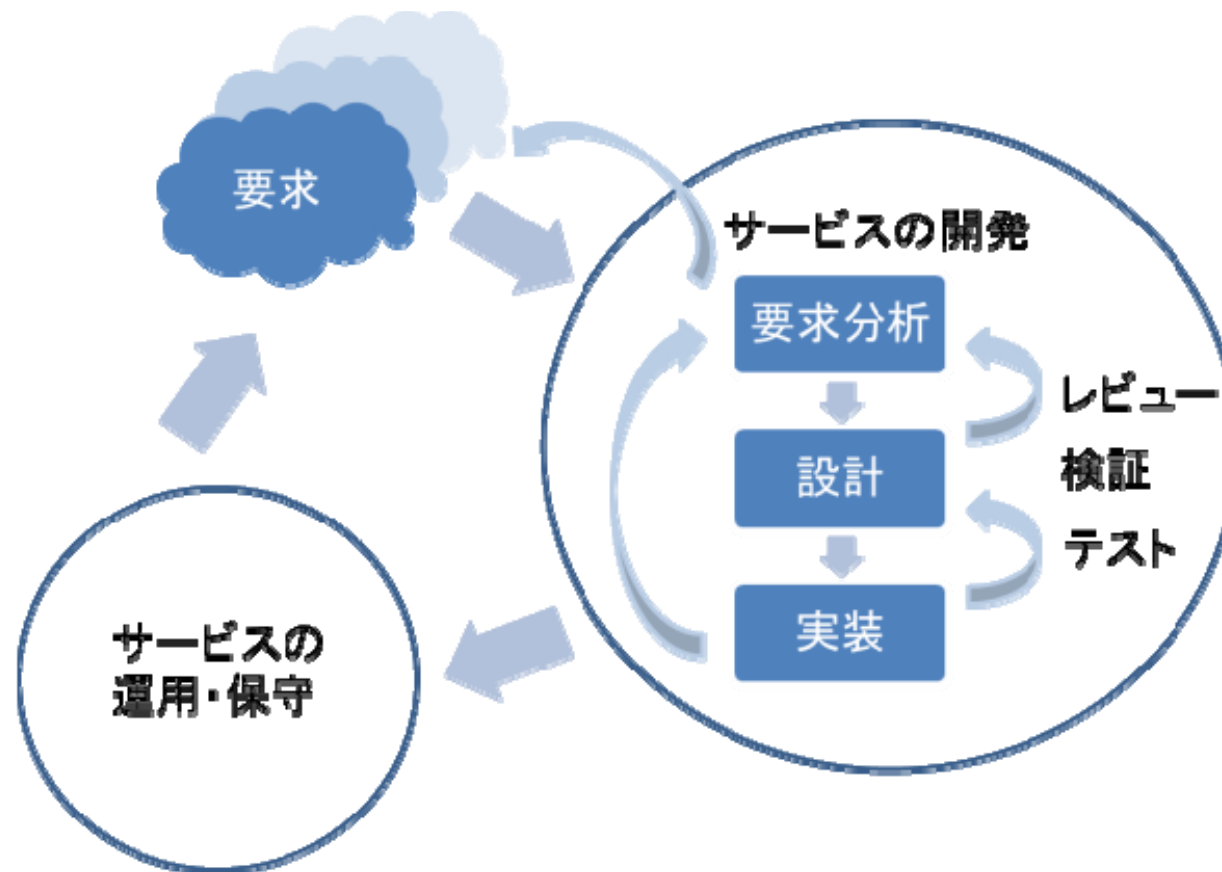 要求
サービスの開発
要求分析
設計
実装
レビュー
検証
テスト
サービスの
運用・保守